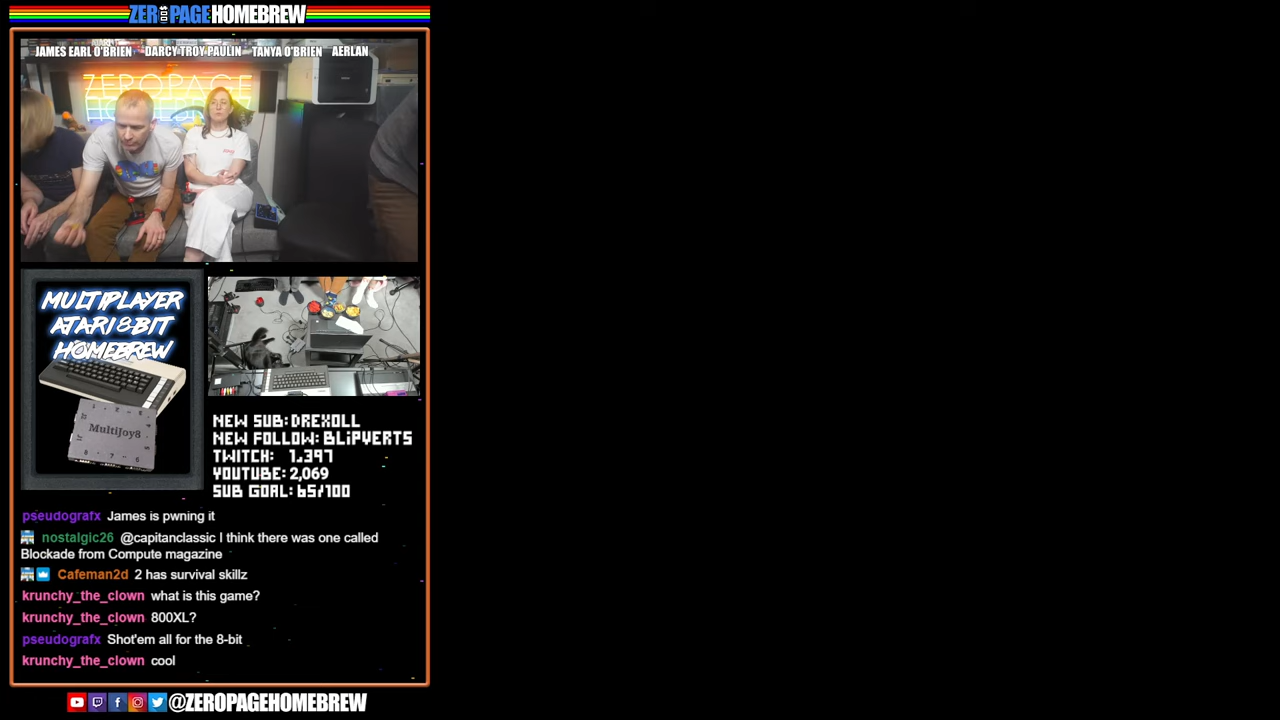 ZEROPAGEHOMEBREW
JAMES EARL O'BRIEN DARCY TROY PAULIN TANYA O'BRIEN AERLAN
ZEROPAGE
HOMEBREW
MULTIPLAYER
ATARI 8-BIT
HOMEBREW
MultiJoy8
NEW SUB: DREXOLL
NEW FOLLOW: BLiPVERTS
TWITCH: 1,397
YOUTUBE: 2,069
SUB GOAL: 65/100
pseudografx James is pwning it
nostalgic26 @capitanclassic I think there was one called
Blockade from Compute magazine
Cafeman2d 2 has survival skillz
krunchy_the_clown what is this game?
krunchy_the_clown 800XL?
pseudografx Shot'em all for the 8-bit
krunchy_the_clown cool
@ZEROPAGEHOMEBREW